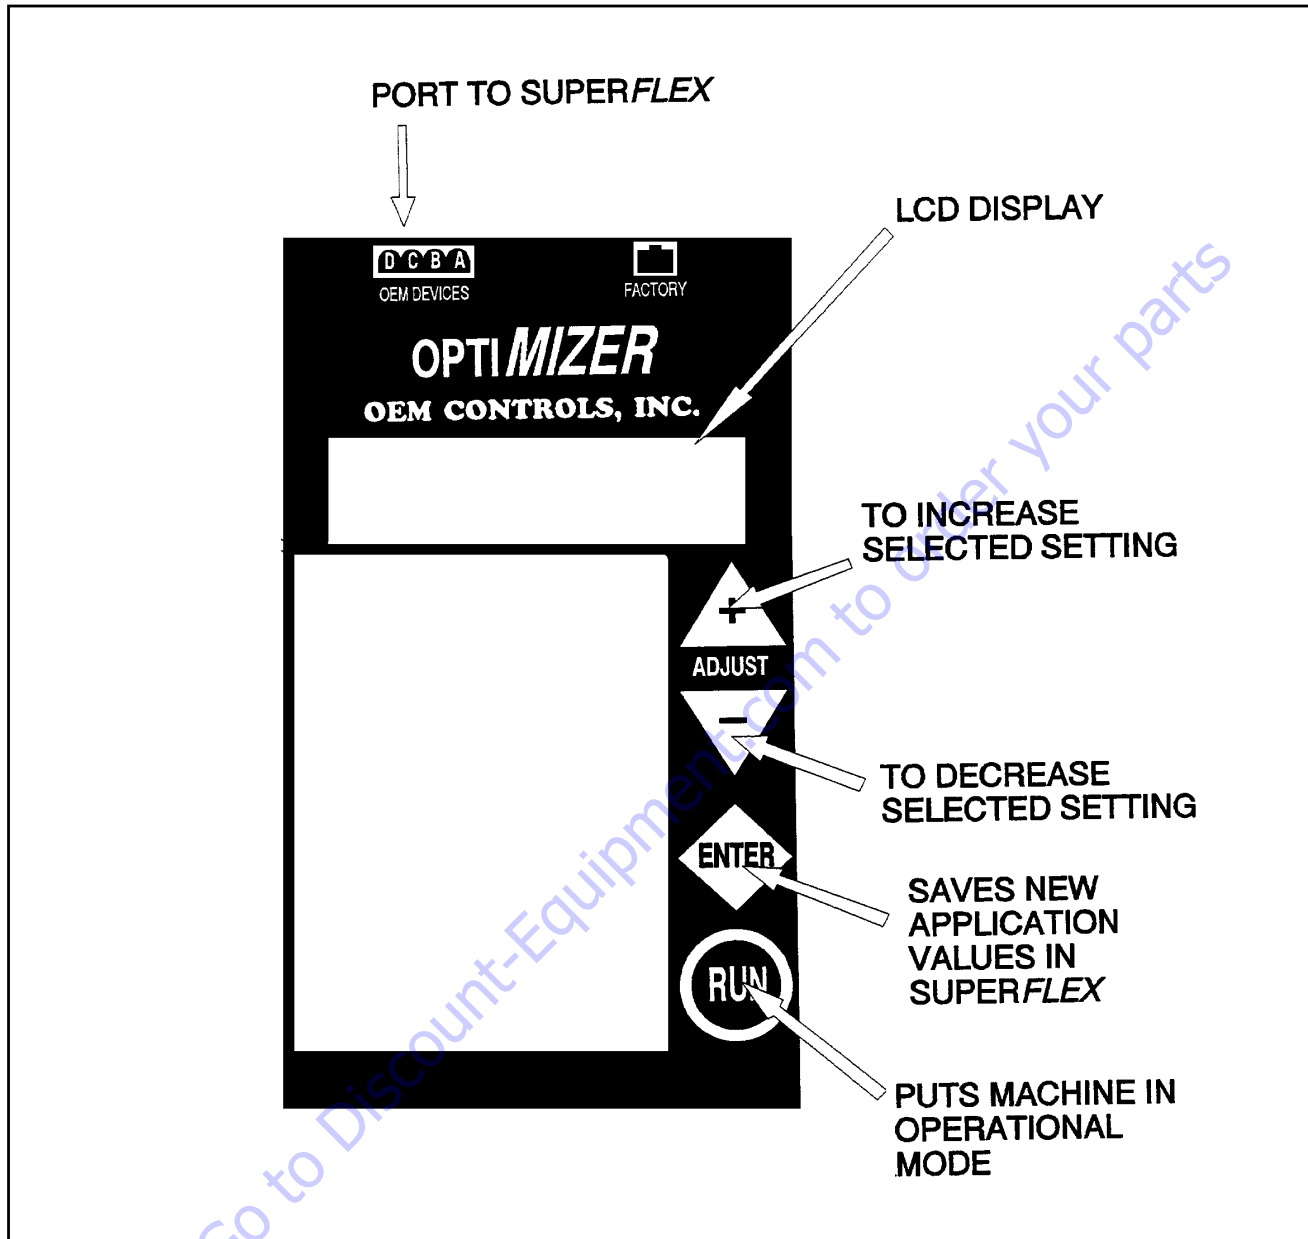 PORT TO SUPERFLEX
LCD DISPLAY
D C B A
OEM DEVICES
FACTORY
OPTIMIZER
OEM CONTROLS, INC.
TO INCREASE
SELECTED SETTING
+
ADJUST
−
TO DECREASE
SELECTED SETTING
ENTER
SAVES NEW
APPLICATION
VALUES IN
SUPERFLEX
RUN
PUTS MACHINE IN
OPERATIONAL
MODE
Go to Discount-Equipment.com to order your parts